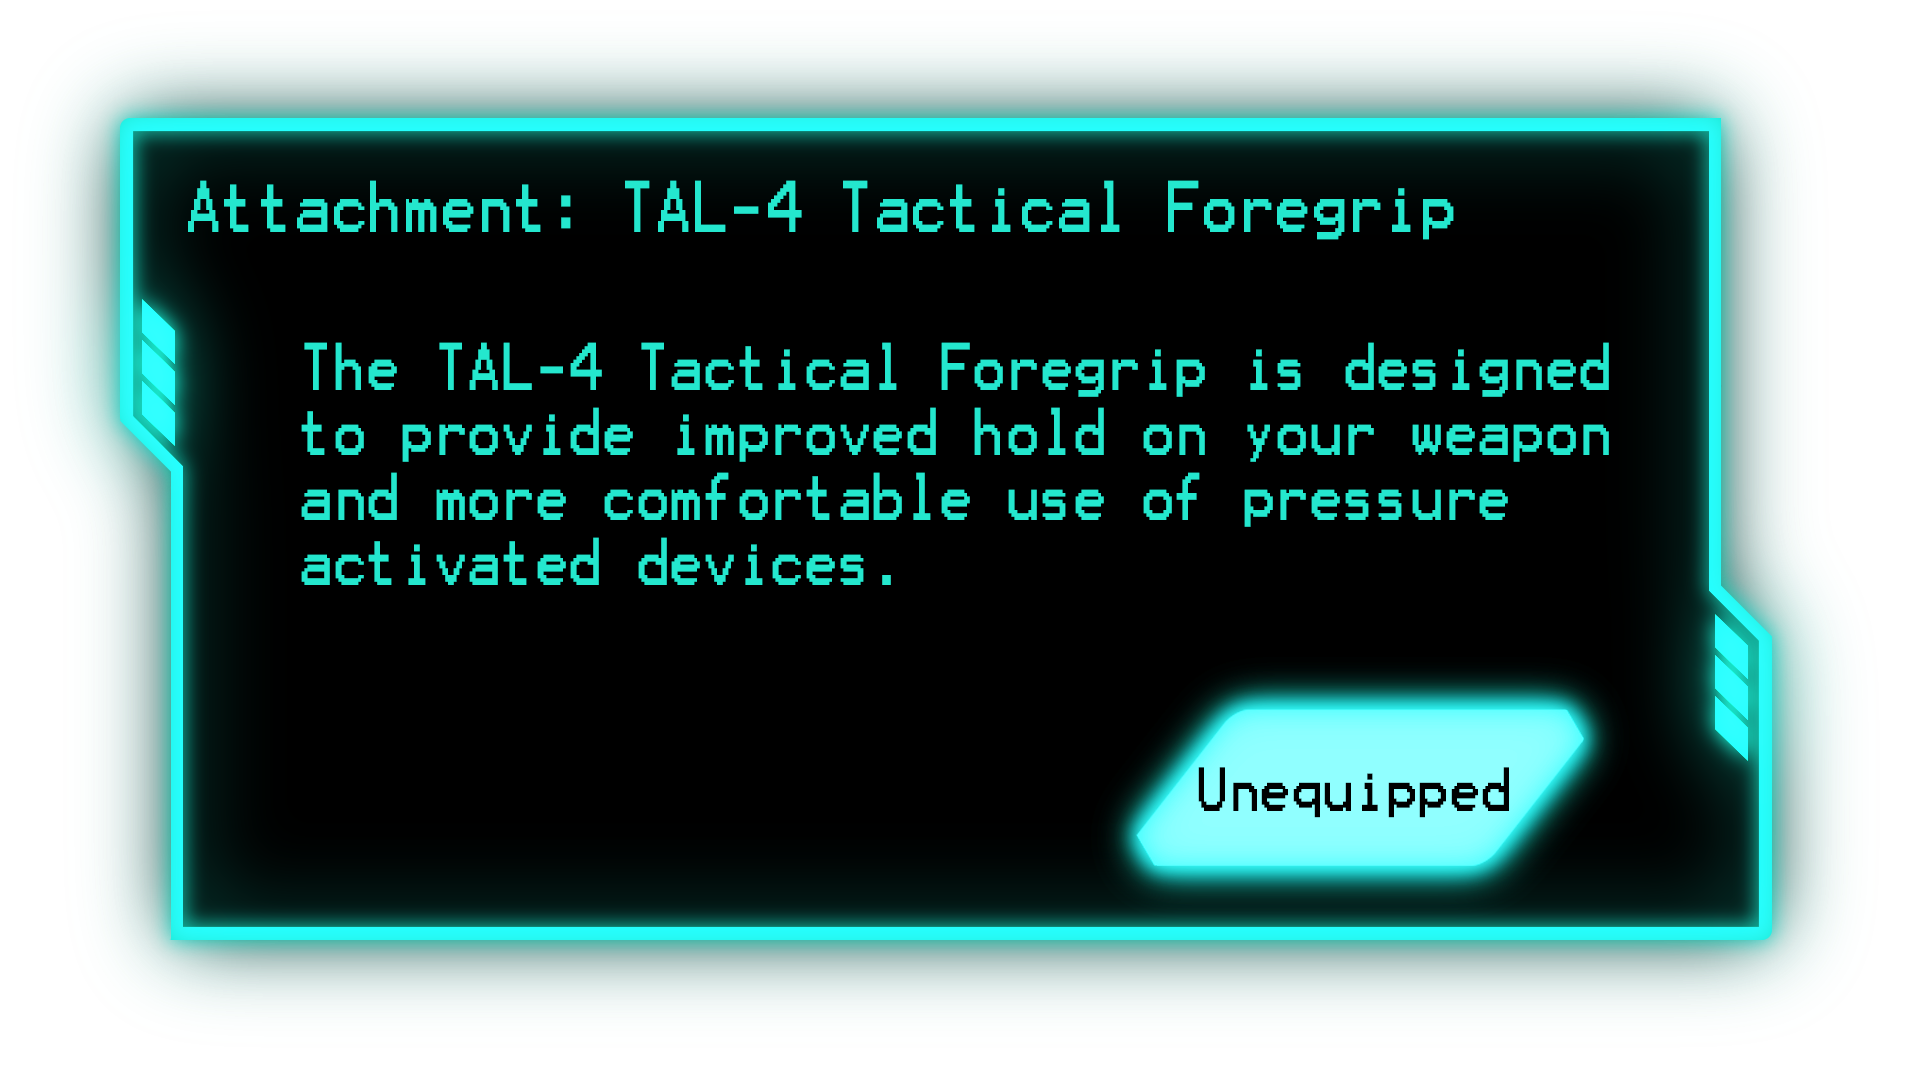 Attachment: TAL-4 Tactical Foregrip
The TAL-4 Tactical Foregrip is designed
to provide improved hold on your weapon
and more comfortable use of pressure
activated devices.
Unequipped